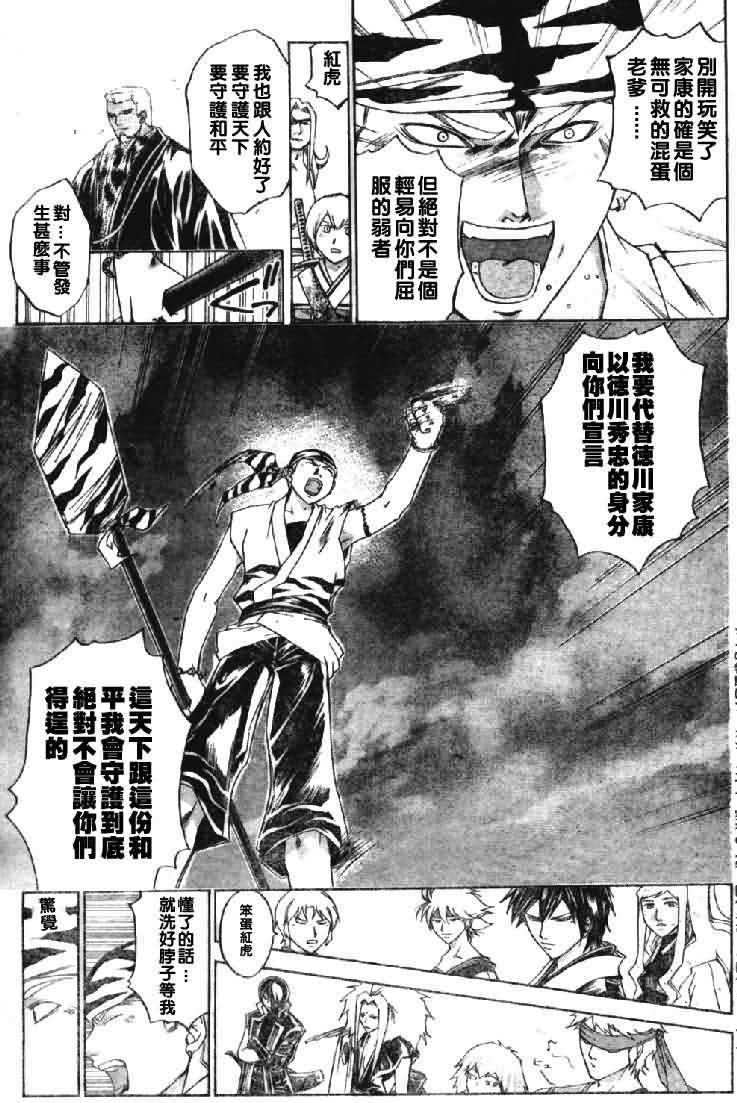 別開玩笑了
家康的確是個
無可救的混蛋
老爹……
但絕對不是個
輕易向你們屈
服的弱者
紅虎
我也跟人約好了
要守護天下
要守護和平
對…不管發
生甚麼事
我要代替德川家康
以德川秀忠的身分
向你們宣言
這天下跟這份和
平我會守護到底
絕對不會讓你們
得逞的
笨蛋紅虎
懂了的話…
就洗好脖子等我
驚覺